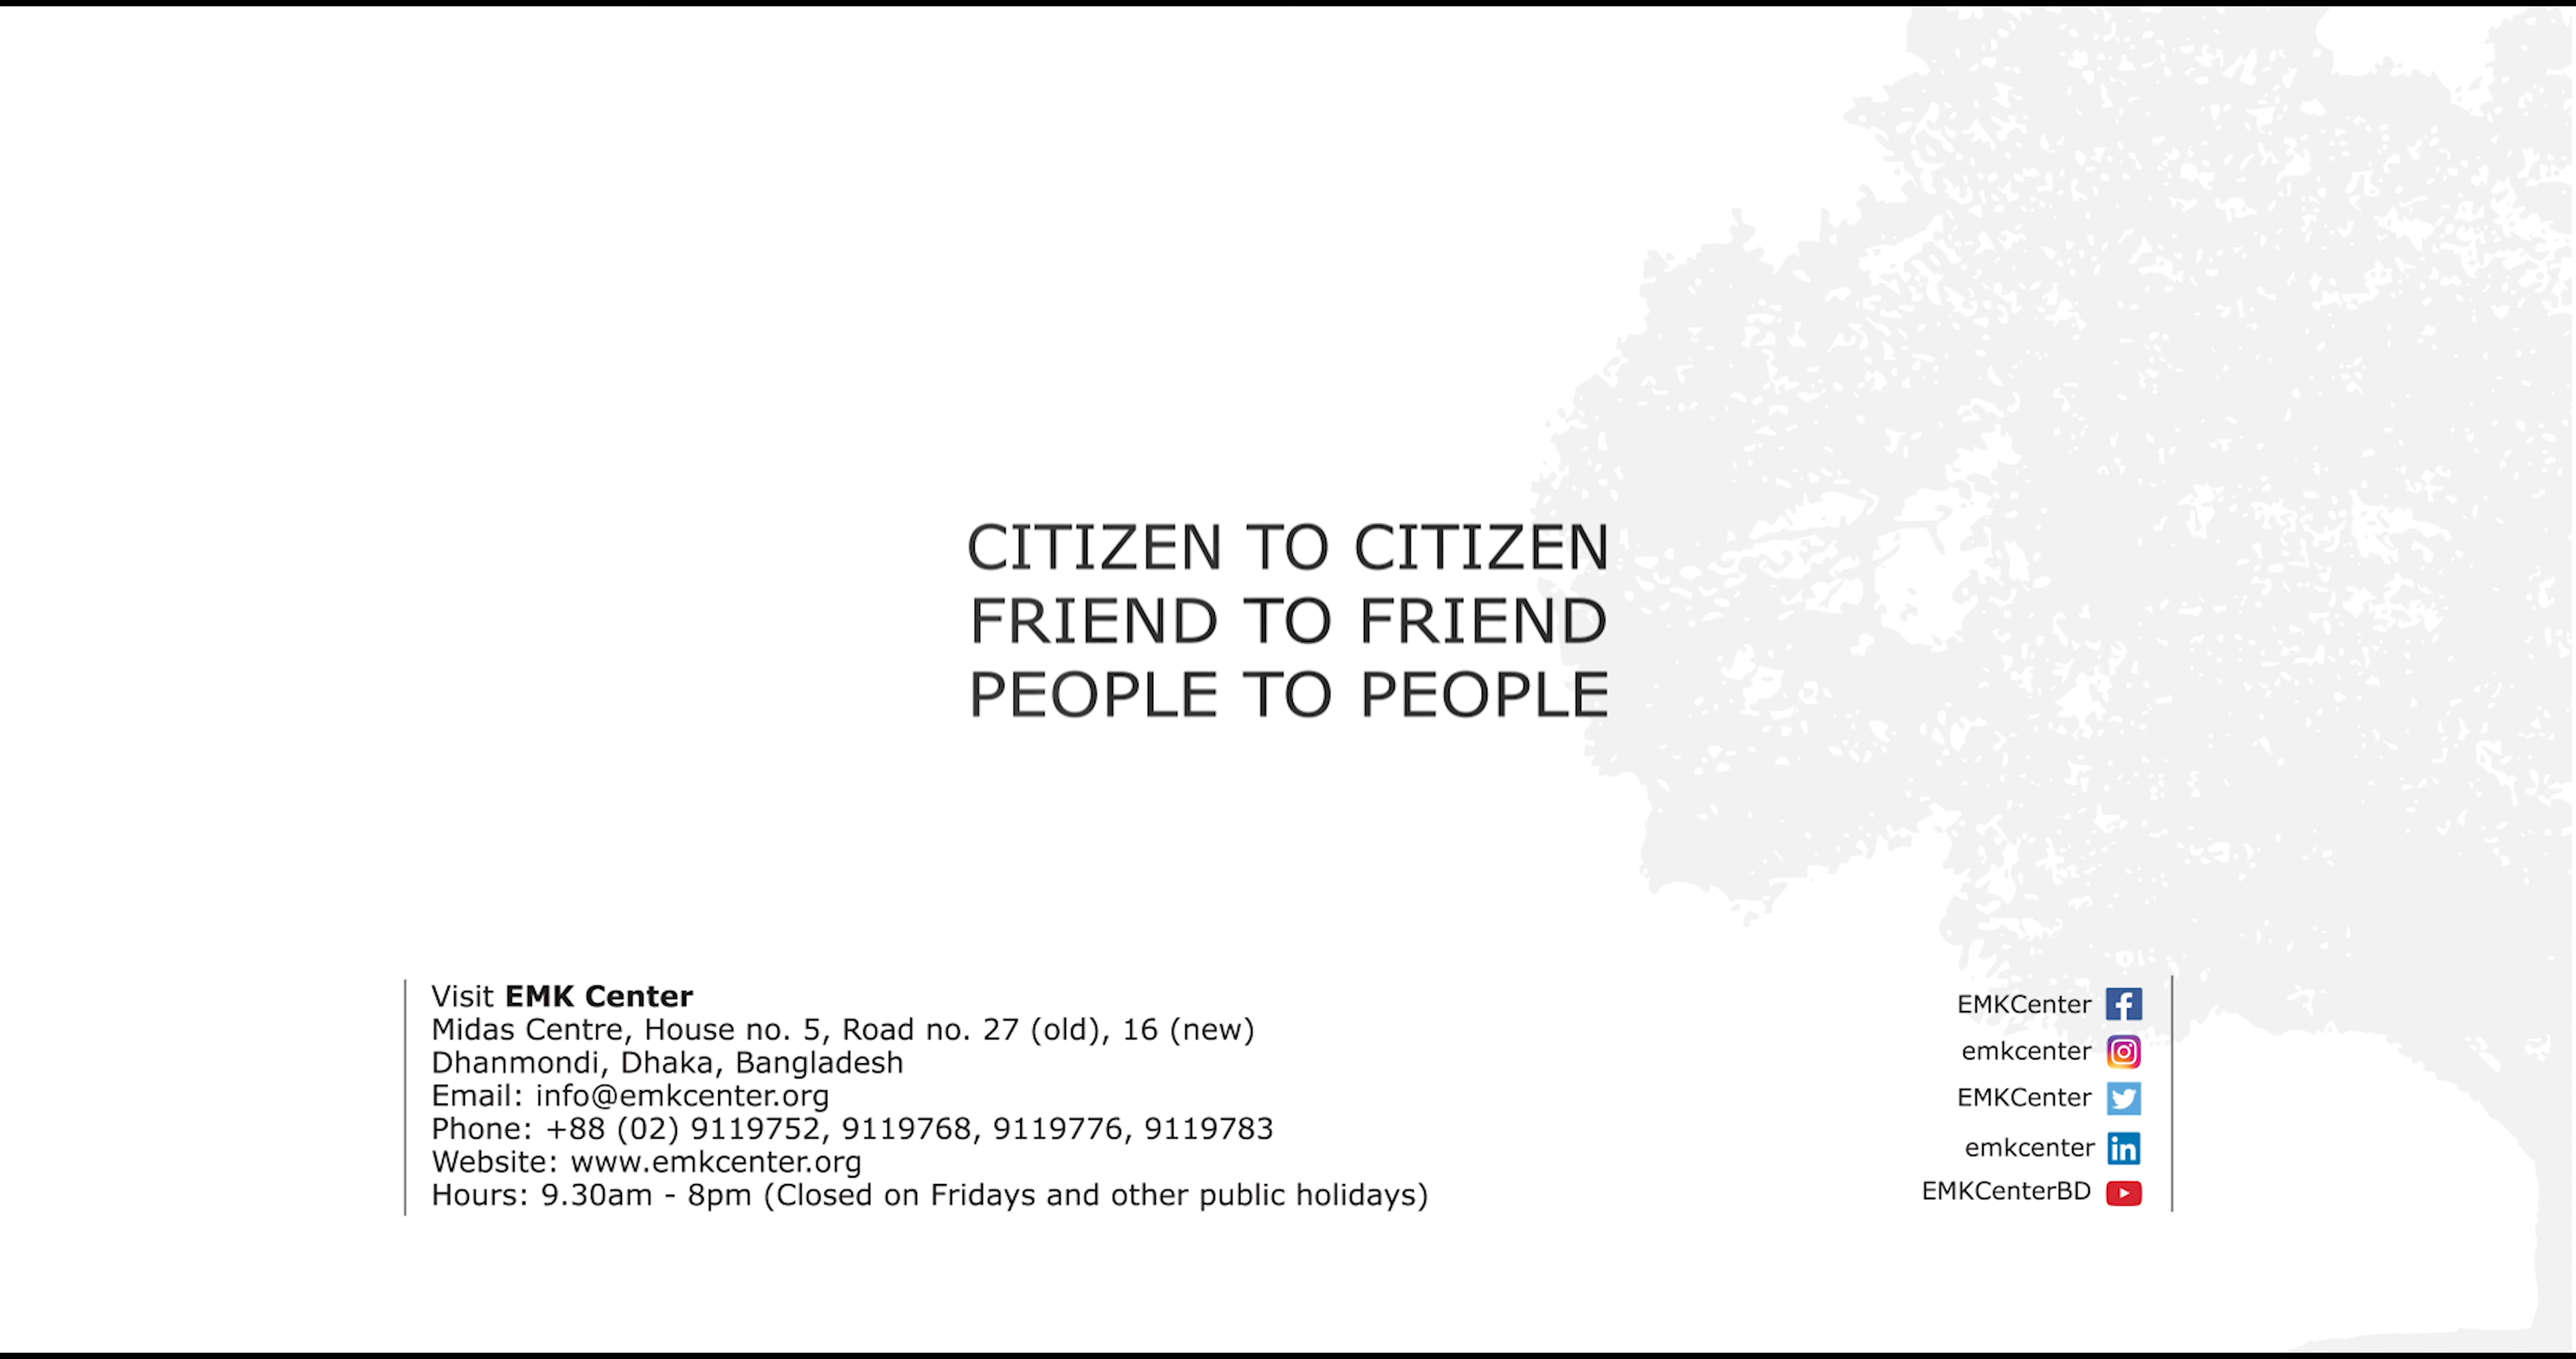 CITIZEN TO CITIZEN
FRIEND TO FRIEND
PEOPLE TO PEOPLE
Visit EMK Center
Midas Centre, House no. 5, Road no. 27 (old), 16 (new)
Dhanmondi, Dhaka, Bangladesh
Email: info@emkcenter.org
Phone: +88 (02) 9119752, 9119768, 9119776, 9119783
Website: www.emkcenter.org
Hours: 9.30am - 8pm (Closed on Fridays and other public holidays)
EMKCenter
emkcenter
EMKCenter
emkcenter
EMKCenterBD